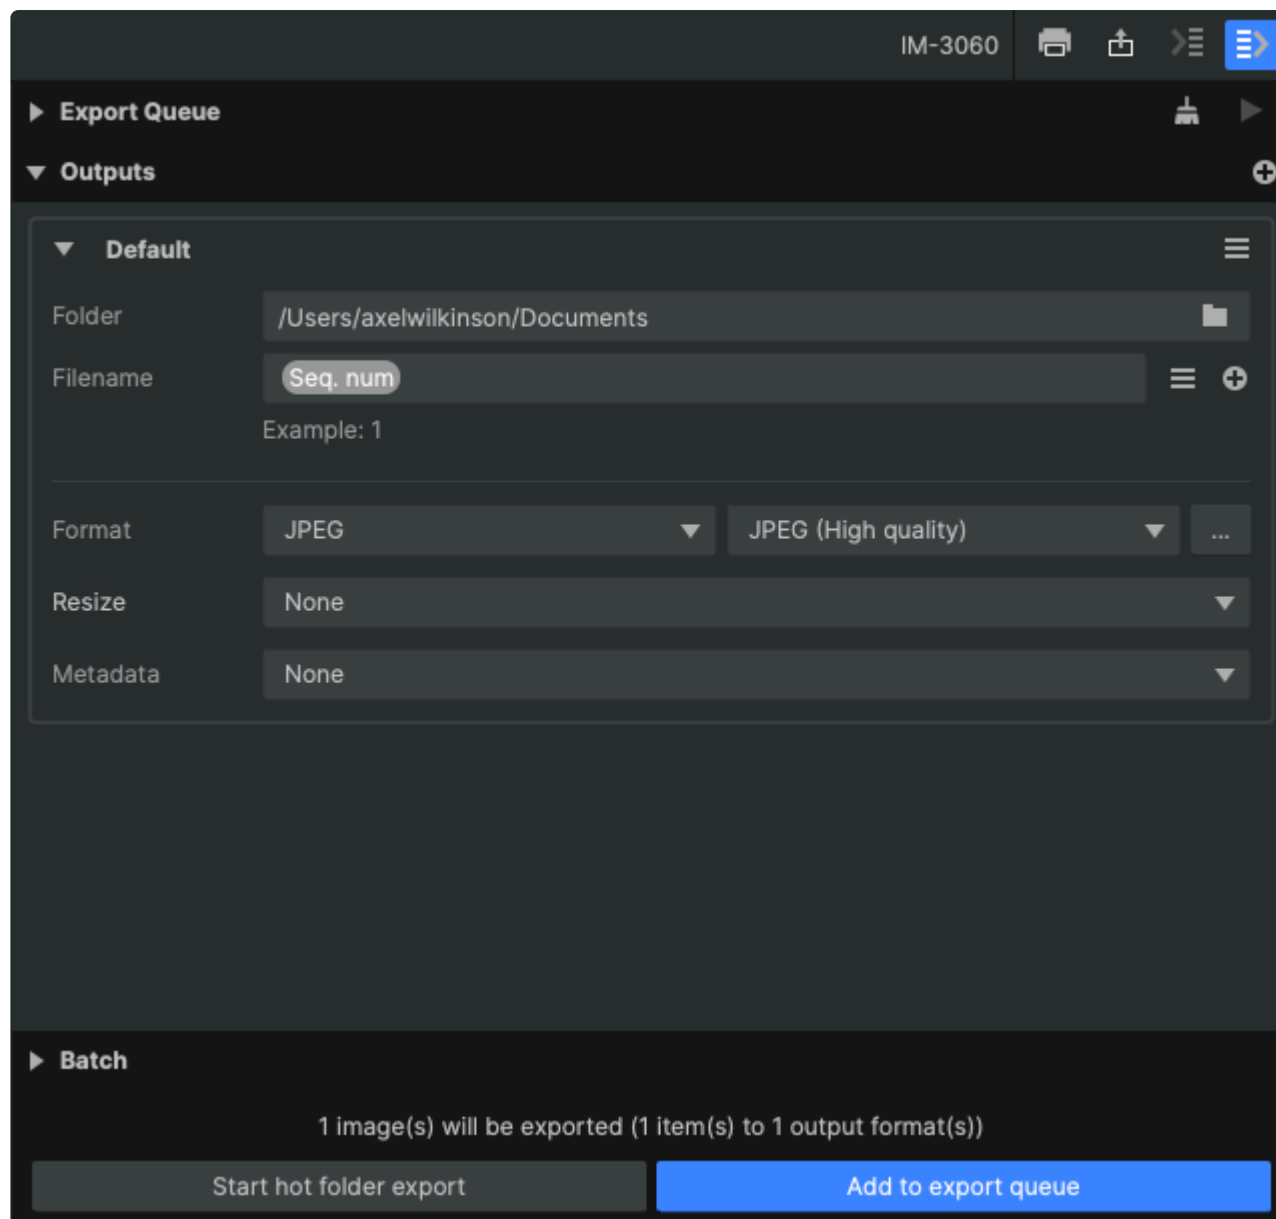 IM-3060
Export Queue
Outputs
Default
Folder /Users/axelwilkinson/Documents
Filename Seq. num
Example: 1
Format JPEG JPEG (High quality) ...
Resize None
Metadata None
Batch
1 image(s) will be exported (1 item(s) to 1 output format(s))
Start hot folder export Add to export queue